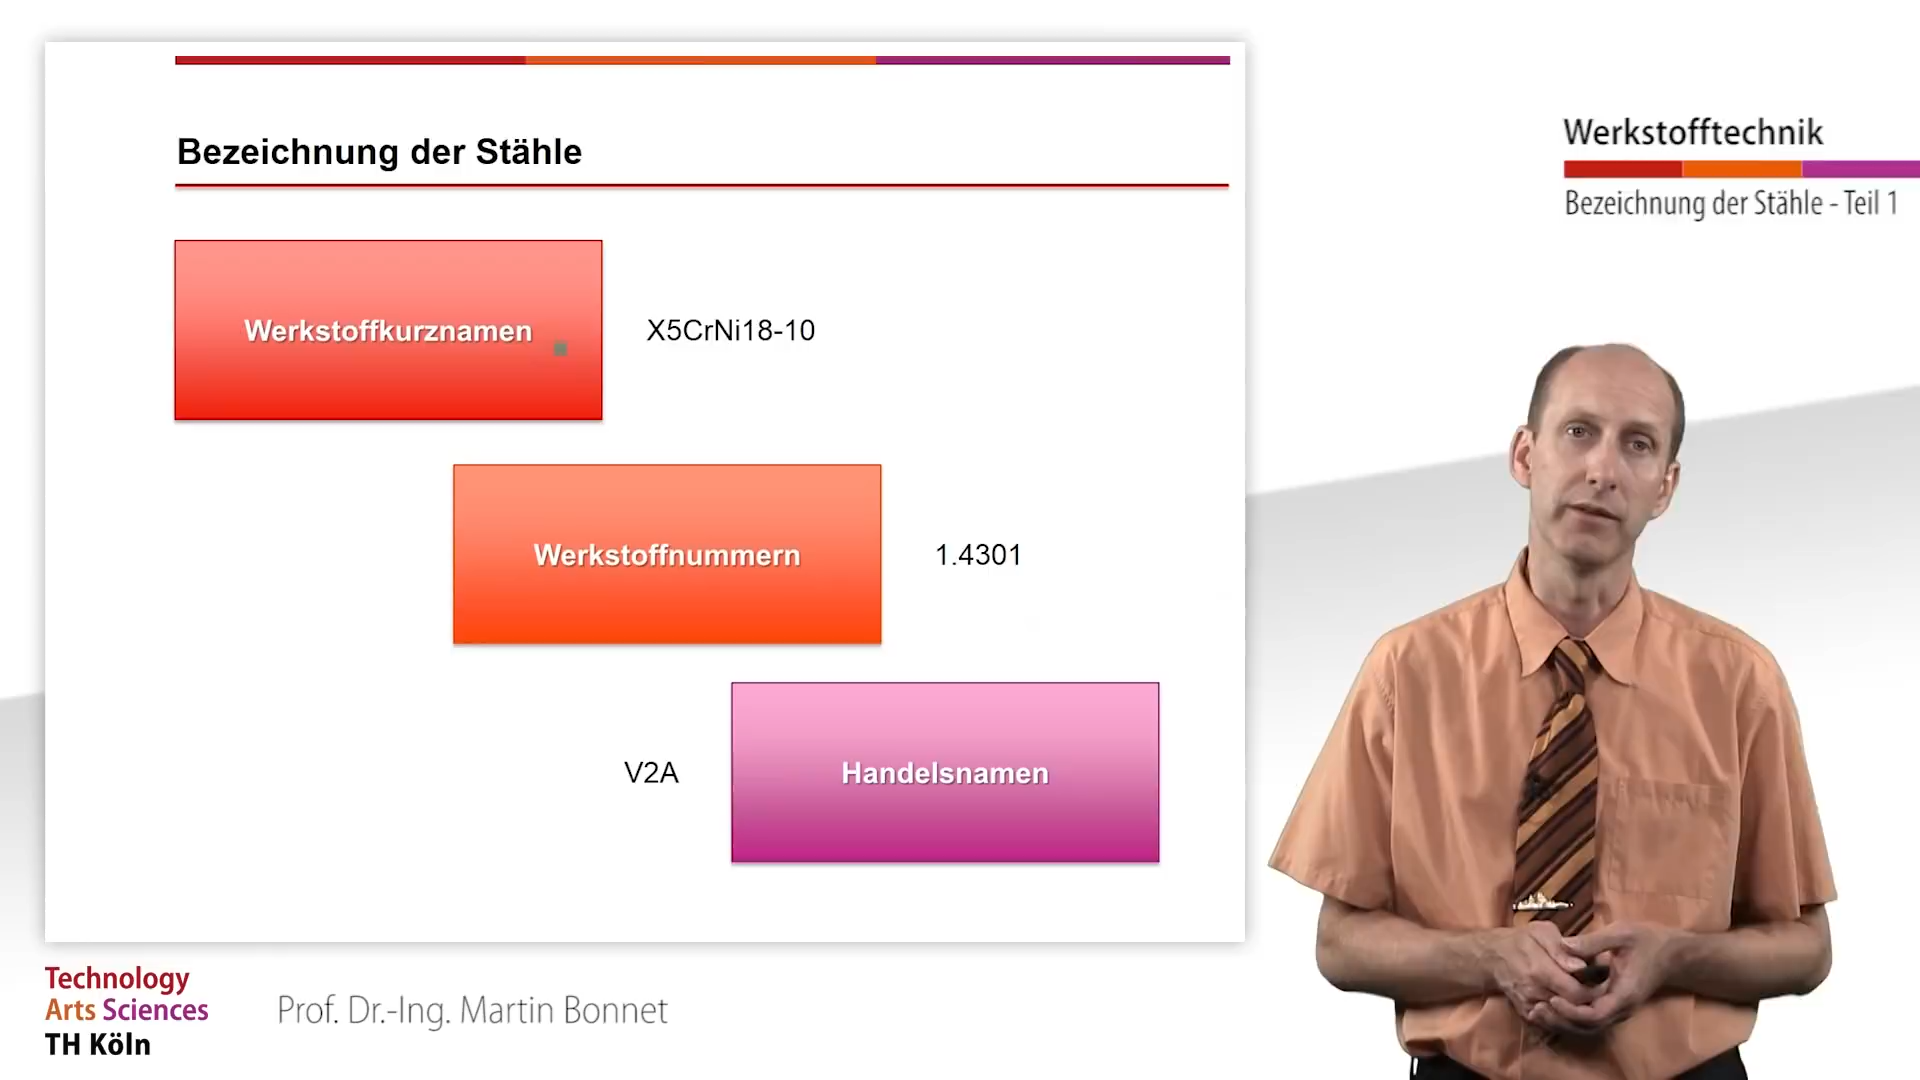 Bezeichnung der Stähle
Werkstoffkurznamen
X5CrNi18-10
Werkstoffnummern
1.4301
V2A
Handelsnamen
Werkstofftechnik
Bezeichnung der Stähle - Teil 1
Technology
Arts Sciences
TH Köln
Prof. Dr.-Ing. Martin Bonnet